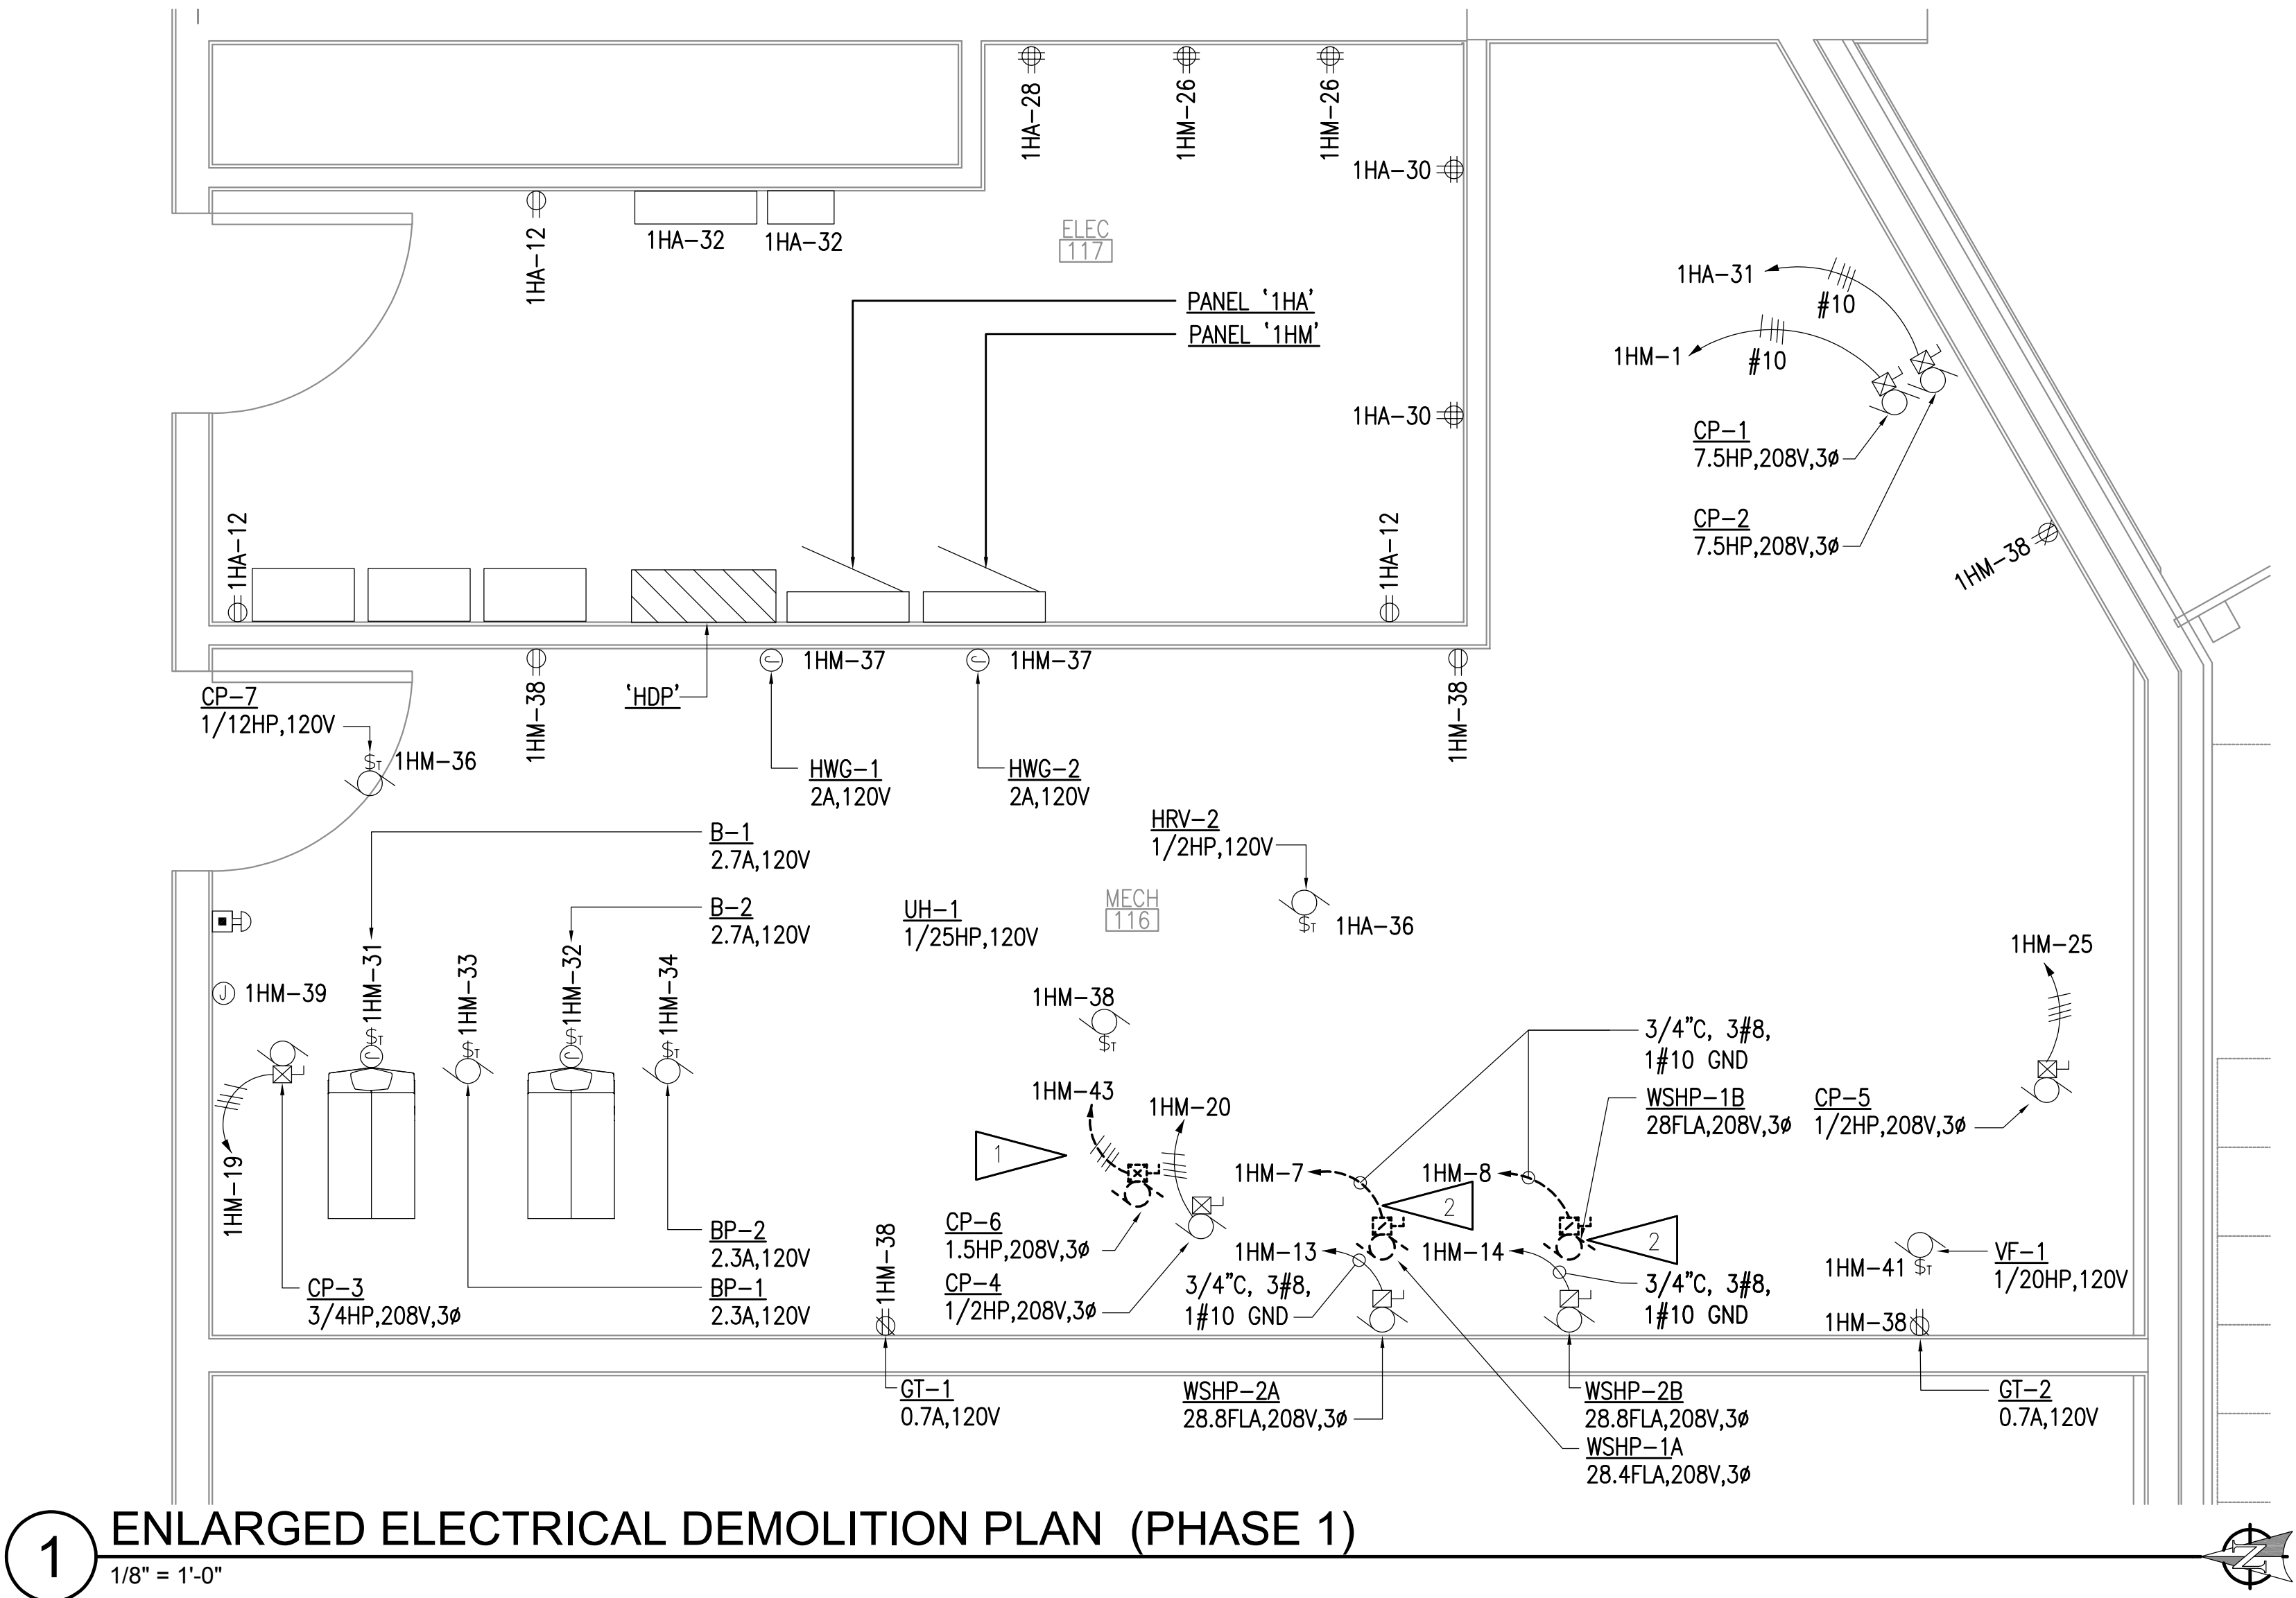 1HA-28
1HM-26
1HM-26
1HA-30
1HA-12
1HA-32
1HA-32
ELEC
117
PANEL '1HA'
PANEL '1HM'
1HA-31
#10
1HM-1
#10
1HA-30
CP-1
7.5HP,208V,3ø
CP-2
7.5HP,208V,3ø
1HA-12
1HA-12
1HM-38
CP-7
1/12HP,120V
$T
1HM-36
1HM-38
'HDP'
J
1HM-37
J
1HM-37
1HM-38
HWG-1
2A,120V
HWG-2
2A,120V
B-1
2.7A,120V
B-2
2.7A,120V
UH-1
1/25HP,120V
HRV-2
1/2HP,120V
MECH
116
$T
1HA-36
J
1HM-39
1HM-31
$T
J
1HM-33
$T
1HM-32
$T
J
1HM-34
$T
1HM-38
$T
1HM-25
3/4"C, 3#8,
1#10 GND
1HM-43
1HM-20
WSHP-1B
28FLA,208V,3ø
CP-5
1/2HP,208V,3ø
1
1HM-19
1HM-7
2
1HM-8
2
CP-6
1.5HP,208V,3ø
CP-4
1/2HP,208V,3ø
1HM-13
3/4"C, 3#8,
1#10 GND
1HM-14
3/4"C, 3#8,
1#10 GND
1HM-41
$T
VF-1
1/20HP,120V
1HM-38
BP-2
2.3A,120V
BP-1
2.3A,120V
CP-3
3/4HP,208V,3ø
1HM-38
GT-1
0.7A,120V
WSHP-2A
28.8FLA,208V,3ø
WSHP-2B
28.8FLA,208V,3ø
WSHP-1A
28.4FLA,208V,3ø
GT-2
0.7A,120V
1
ENLARGED ELECTRICAL DEMOLITION PLAN (PHASE 1)
1/8" = 1'-0"
N